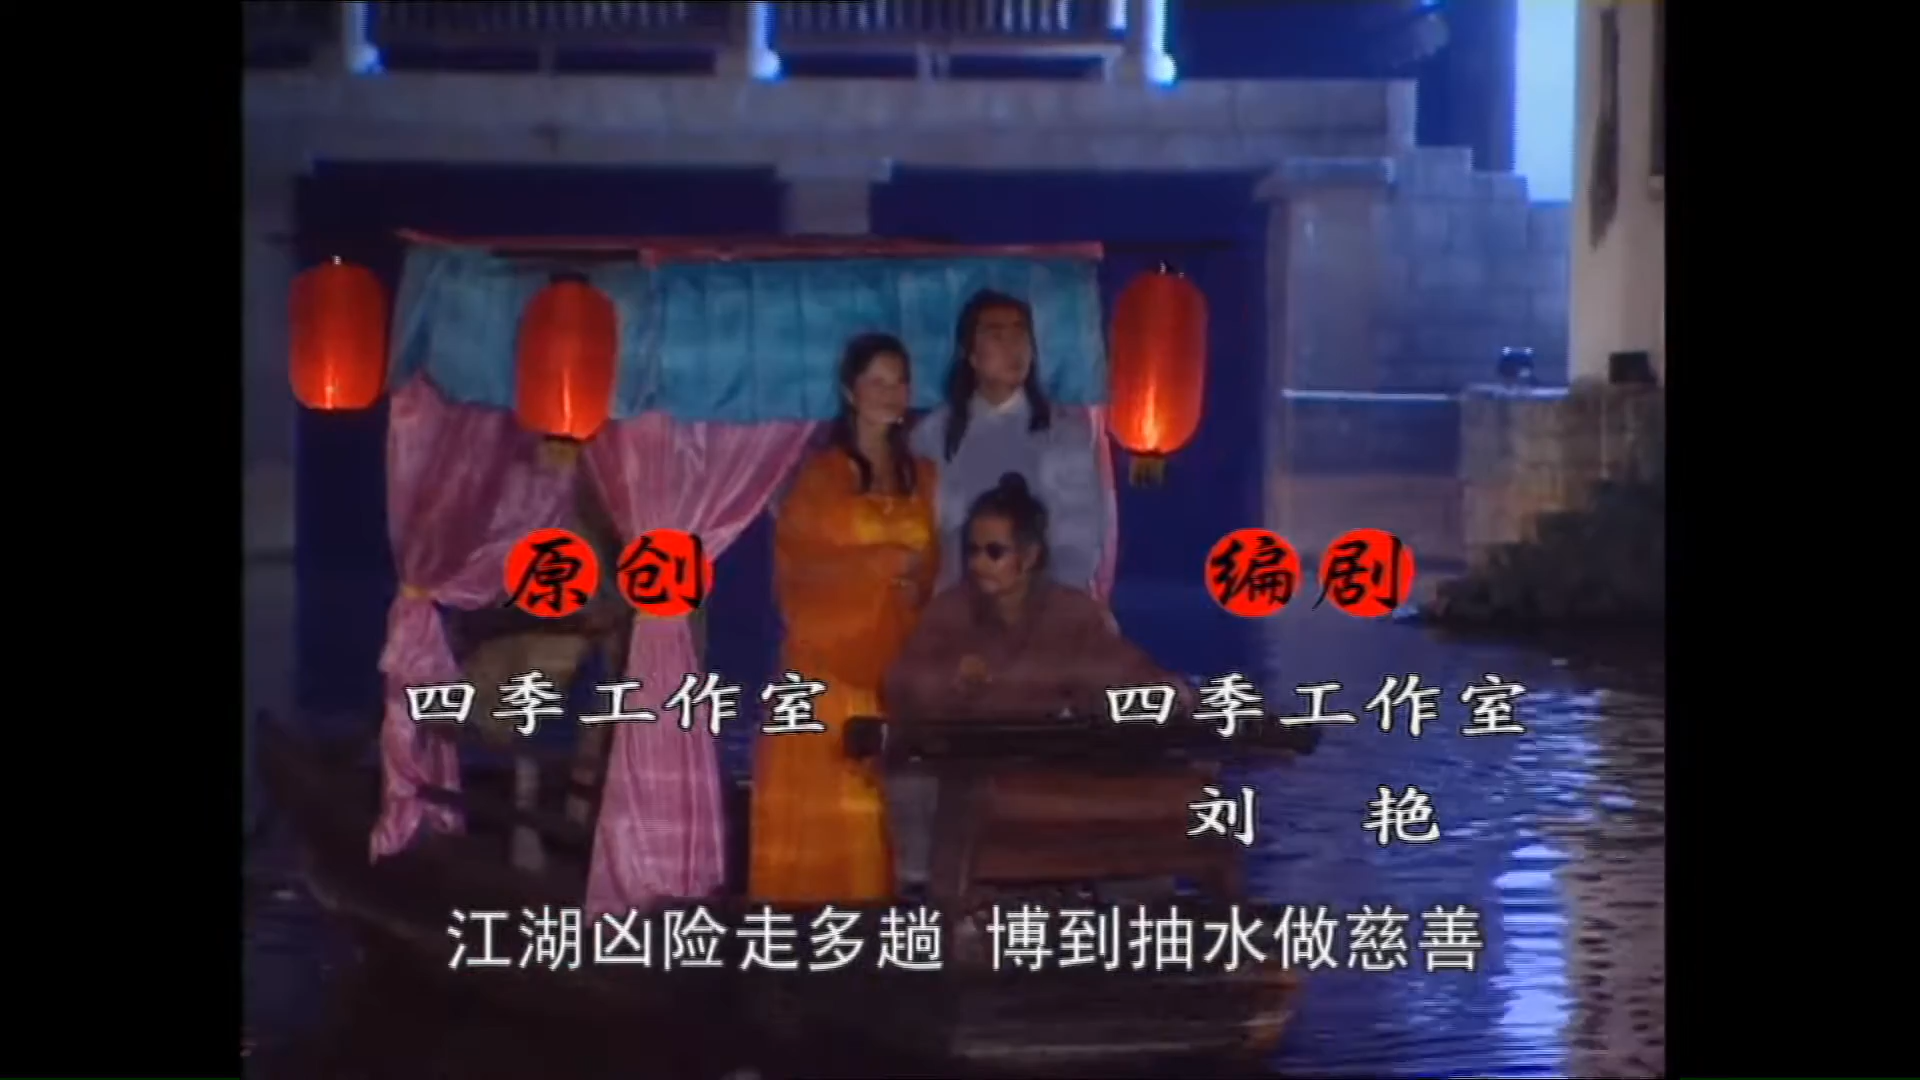 原创 编剧
四季工作室 四季工作室
刘 艳
江湖凶险走多趟 博到抽水做慈善